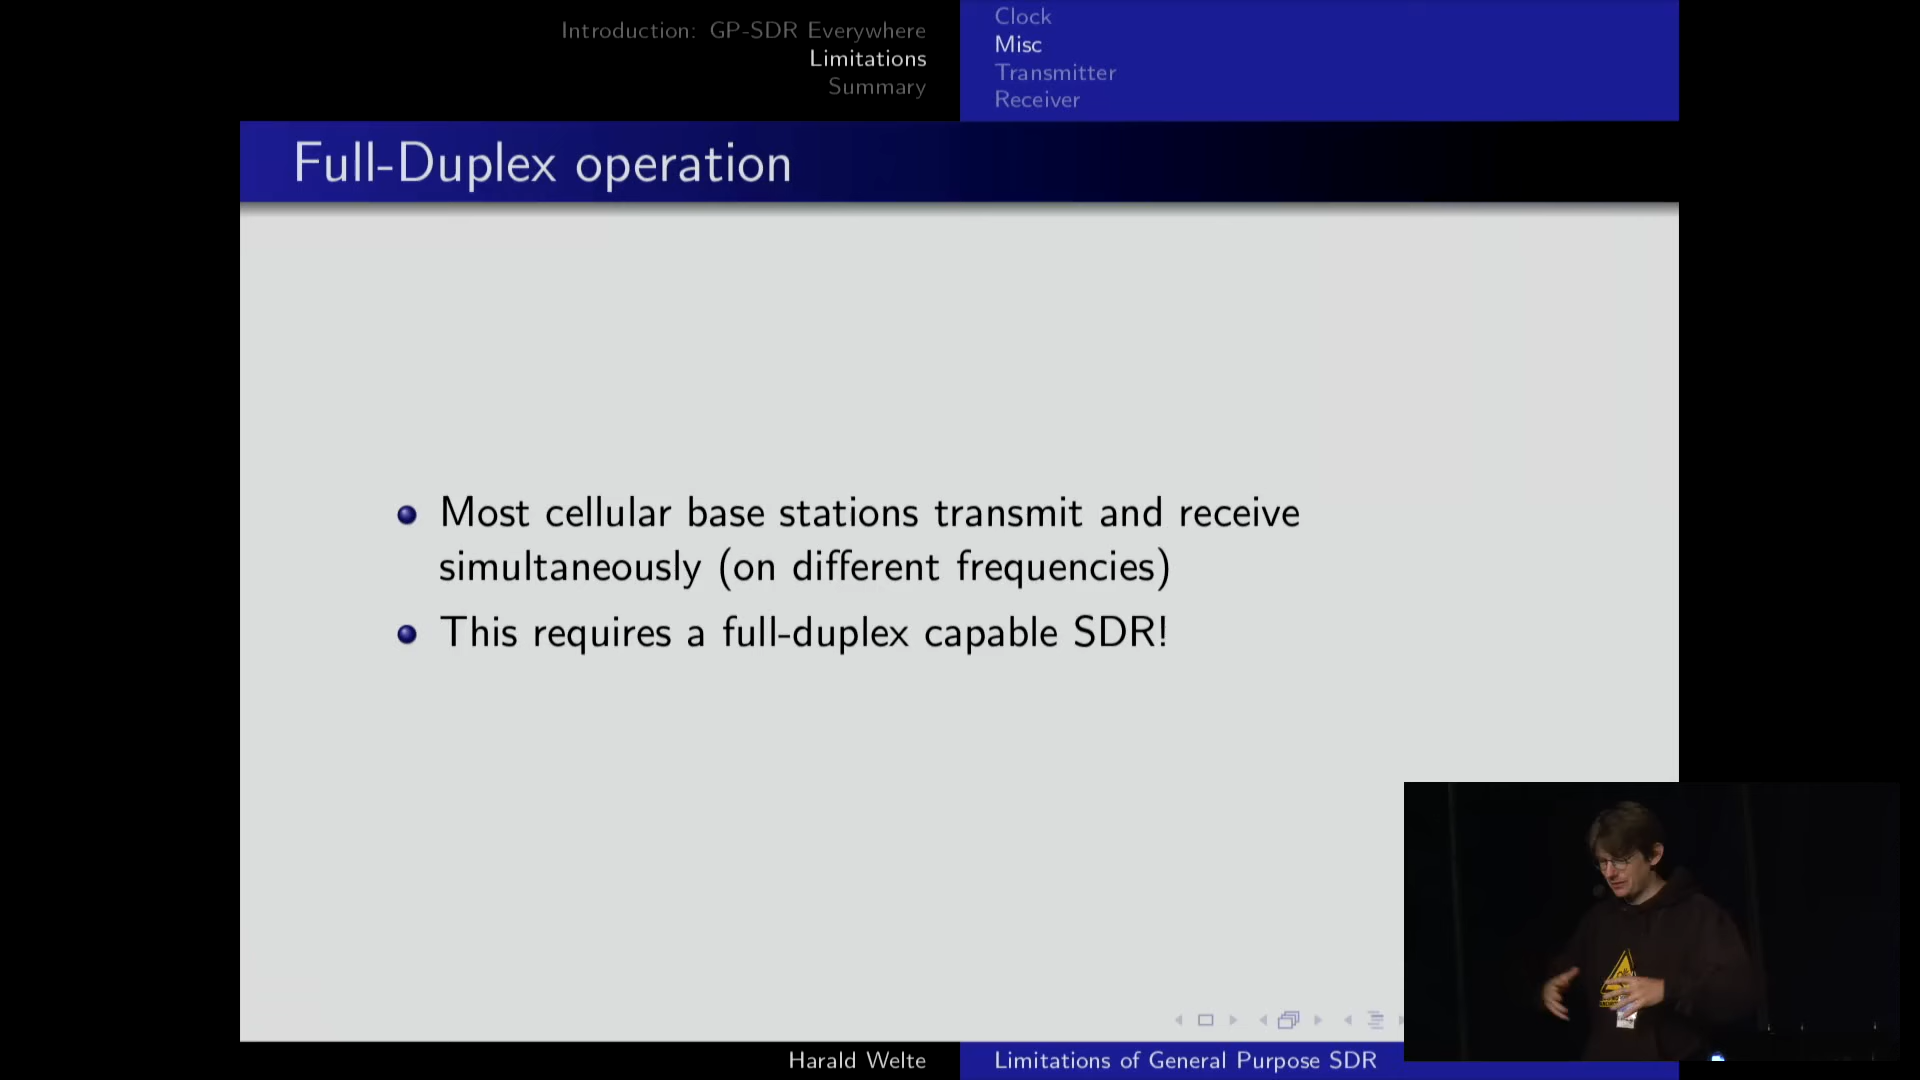 Introduction: GP-SDR Everywhere
Limitations
Summary
Clock
Misc
Transmitter
Receiver
Full-Duplex operation
Most cellular base stations transmit and receive
simultaneously (on different frequencies)
This requires a full-duplex capable SDR!
Harald Welte
Limitations of General Purpose SDR